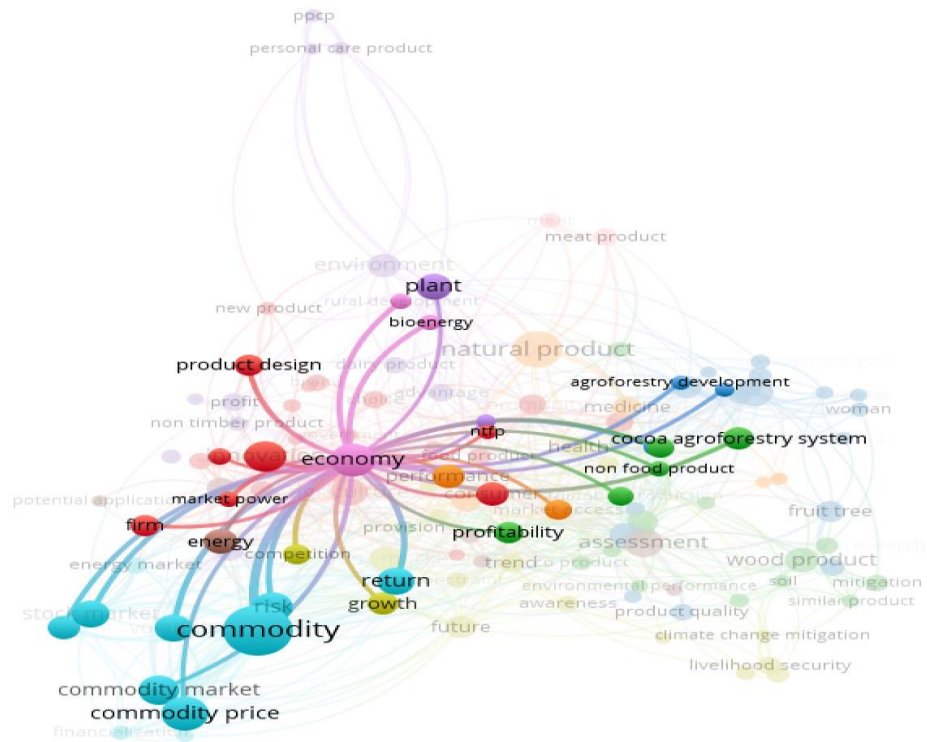 ppcp
personal care product
meat
meat product
environment
plant
rural development
new product
bioenergy
natural product
product design
dairy product
agroforestry development
profit
advantage
medicine
woman
non timber product
ntfp
cocoa agroforestry system
health
economy
food product
non food product
innovation
performance
consumer
potential application
market power
market access
fruit tree
firm
provision
profitability
energy
assessment
competition
energy market
trend
wood product
return
environmental performance
soil
mitigation
risk
growth
awareness
similar product
stock market
product quality
commodity
future
climate change mitigation
livelihood security
commodity market
commodity price
financialization